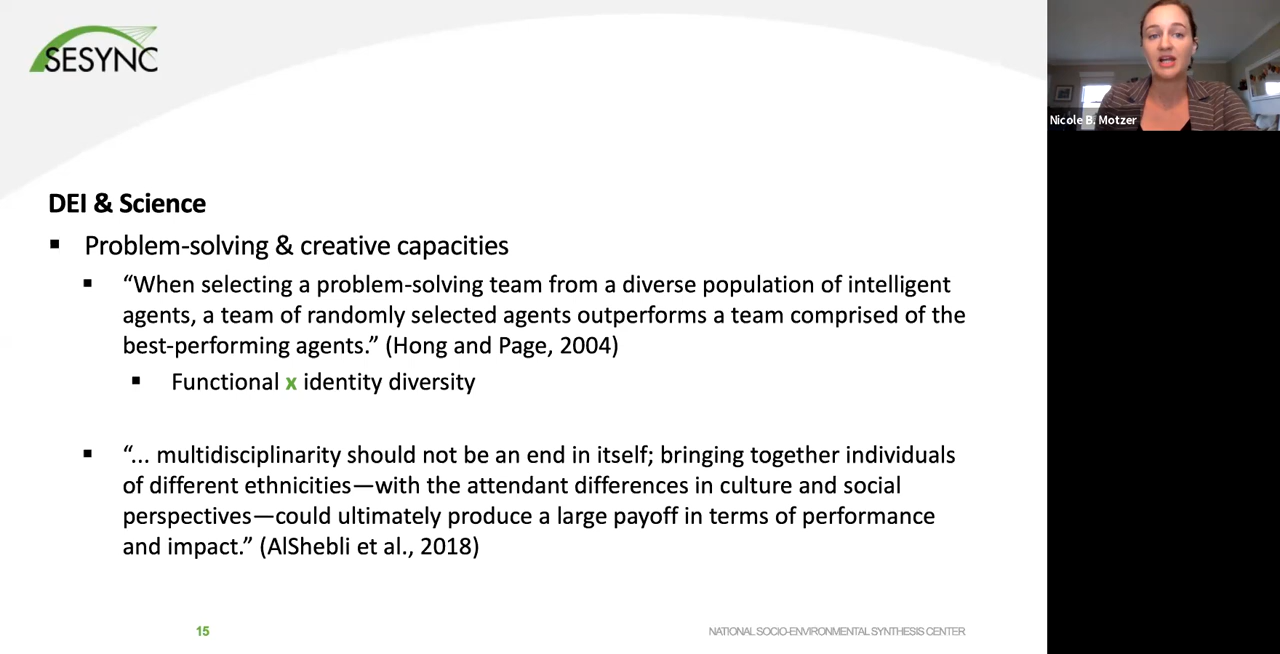 SESYNC
Nicole B. Motzer
DEI & Science
▪ Problem-solving & creative capacities
▪ “When selecting a problem-solving team from a diverse population of intelligent
agents, a team of randomly selected agents outperforms a team comprised of the
best-performing agents.” (Hong and Page, 2004)
▪ Functional x identity diversity
▪ “... multidisciplinarity should not be an end in itself; bringing together individuals
of different ethnicities—with the attendant differences in culture and social
perspectives—could ultimately produce a large payoff in terms of performance
and impact.” (AlShebli et al., 2018)
15
NATIONAL SOCIO-ENVIRONMENTAL SYNTHESIS CENTER